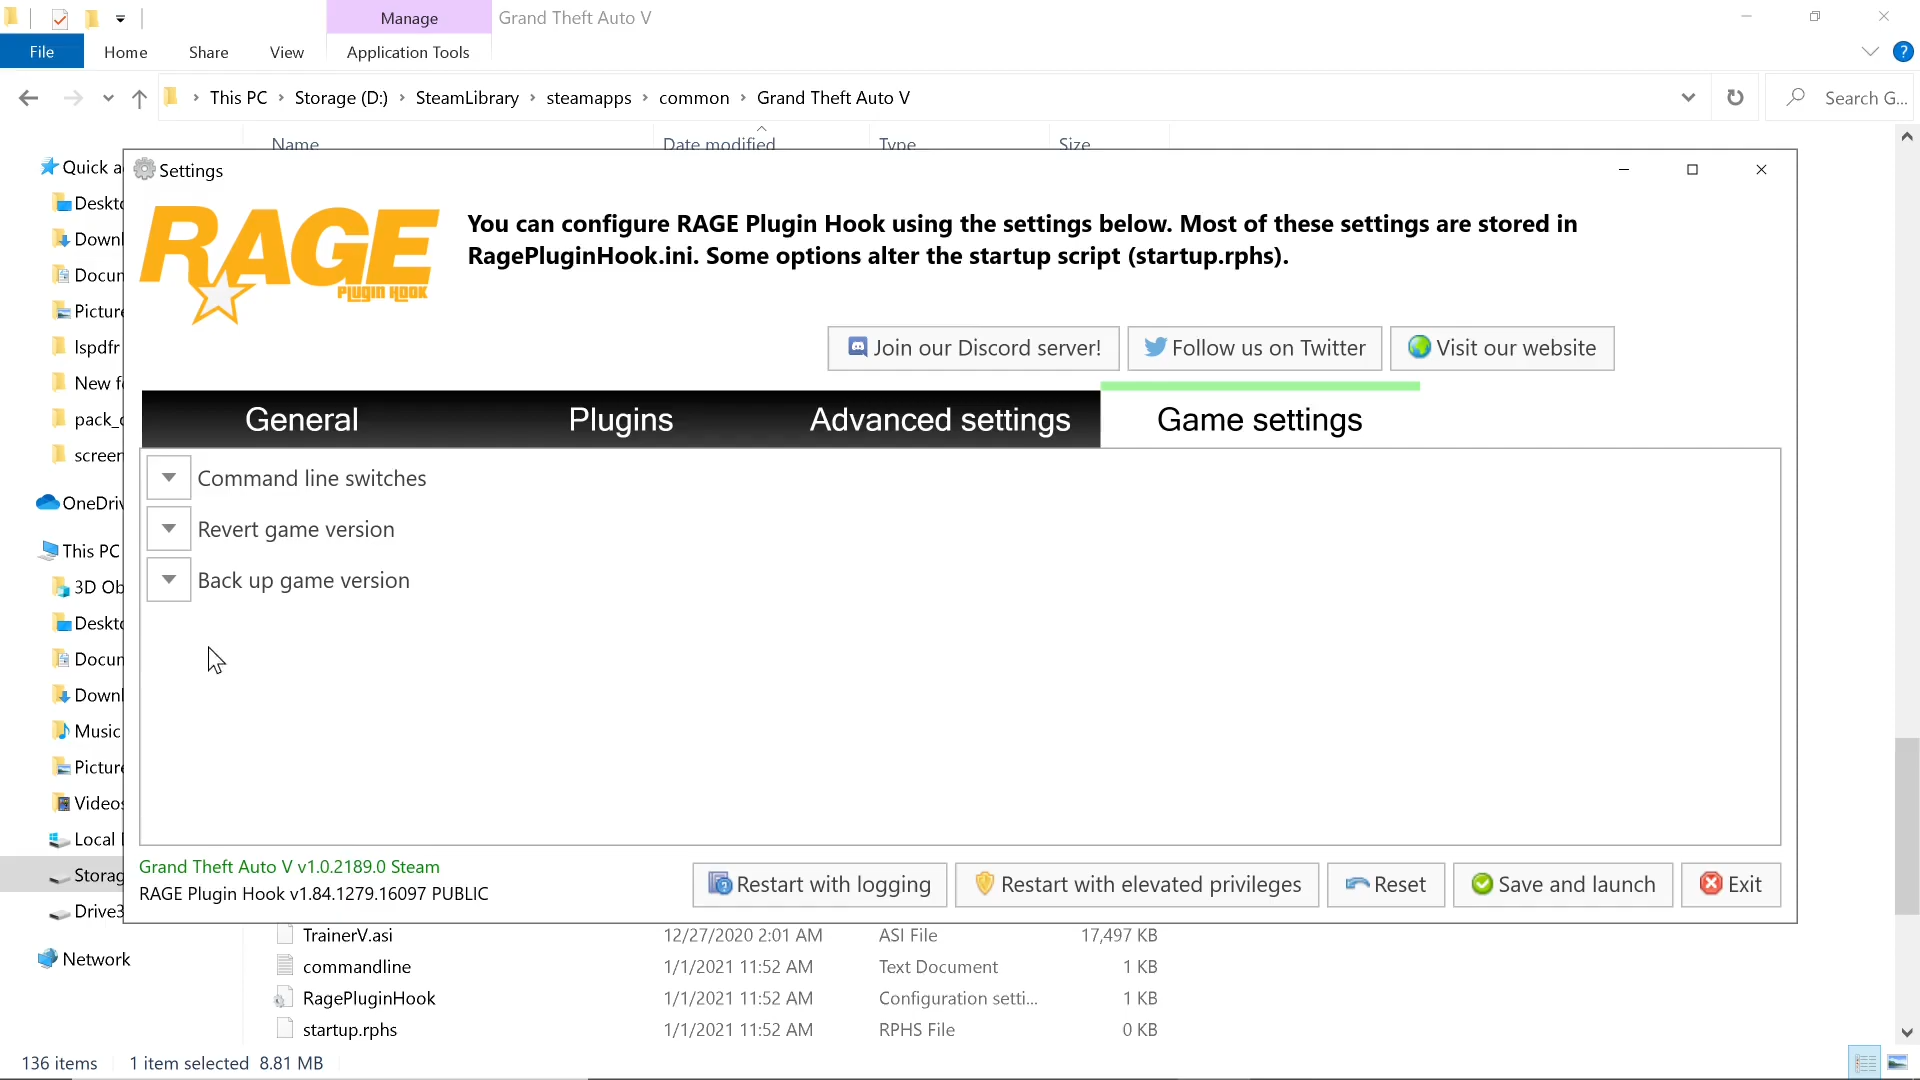 Manage
Grand Theft Auto V
File
Home
Share
View
Application Tools
This PC › Storage (D:) › SteamLibrary › steamapps › common › Grand Theft Auto V
Search G...
Name
Date modified
Type
Size
Settings
RAGE
PLUGIN HOOK
You can configure RAGE Plugin Hook using the settings below. Most of these settings are stored in
RagePluginHook.ini. Some options alter the startup script (startup.rphs).
Join our Discord server!
Follow us on Twitter
Visit our website
General
Plugins
Advanced settings
Game settings
Command line switches
Revert game version
Back up game version
Grand Theft Auto V v1.0.2189.0 Steam
RAGE Plugin Hook v1.84.1279.16097 PUBLIC
Restart with logging
Restart with elevated privileges
Reset
Save and launch
Exit
Quick a
Deskto
Downl
Docun
Picture
lspdfr
New f
pack_c
screen
OneDriv
This PC
3D Ob
Deskto
Docun
Downl
Music
Picture
Videos
Local
Storag
Drive3
Network
TrainerV.asi 12/27/2020 2:01 AM ASI File 17,497 KB
commandline 1/1/2021 11:52 AM Text Document 1 KB
RagePluginHook 1/1/2021 11:52 AM Configuration setti... 1 KB
startup.rphs 1/1/2021 11:52 AM RPHS File 0 KB
136 items
1 item selected 8.81 MB